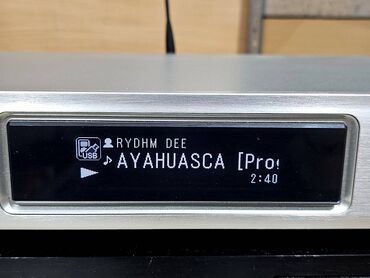 RYDHM DEE
USB
AYAHUASCA [Pro
2:40